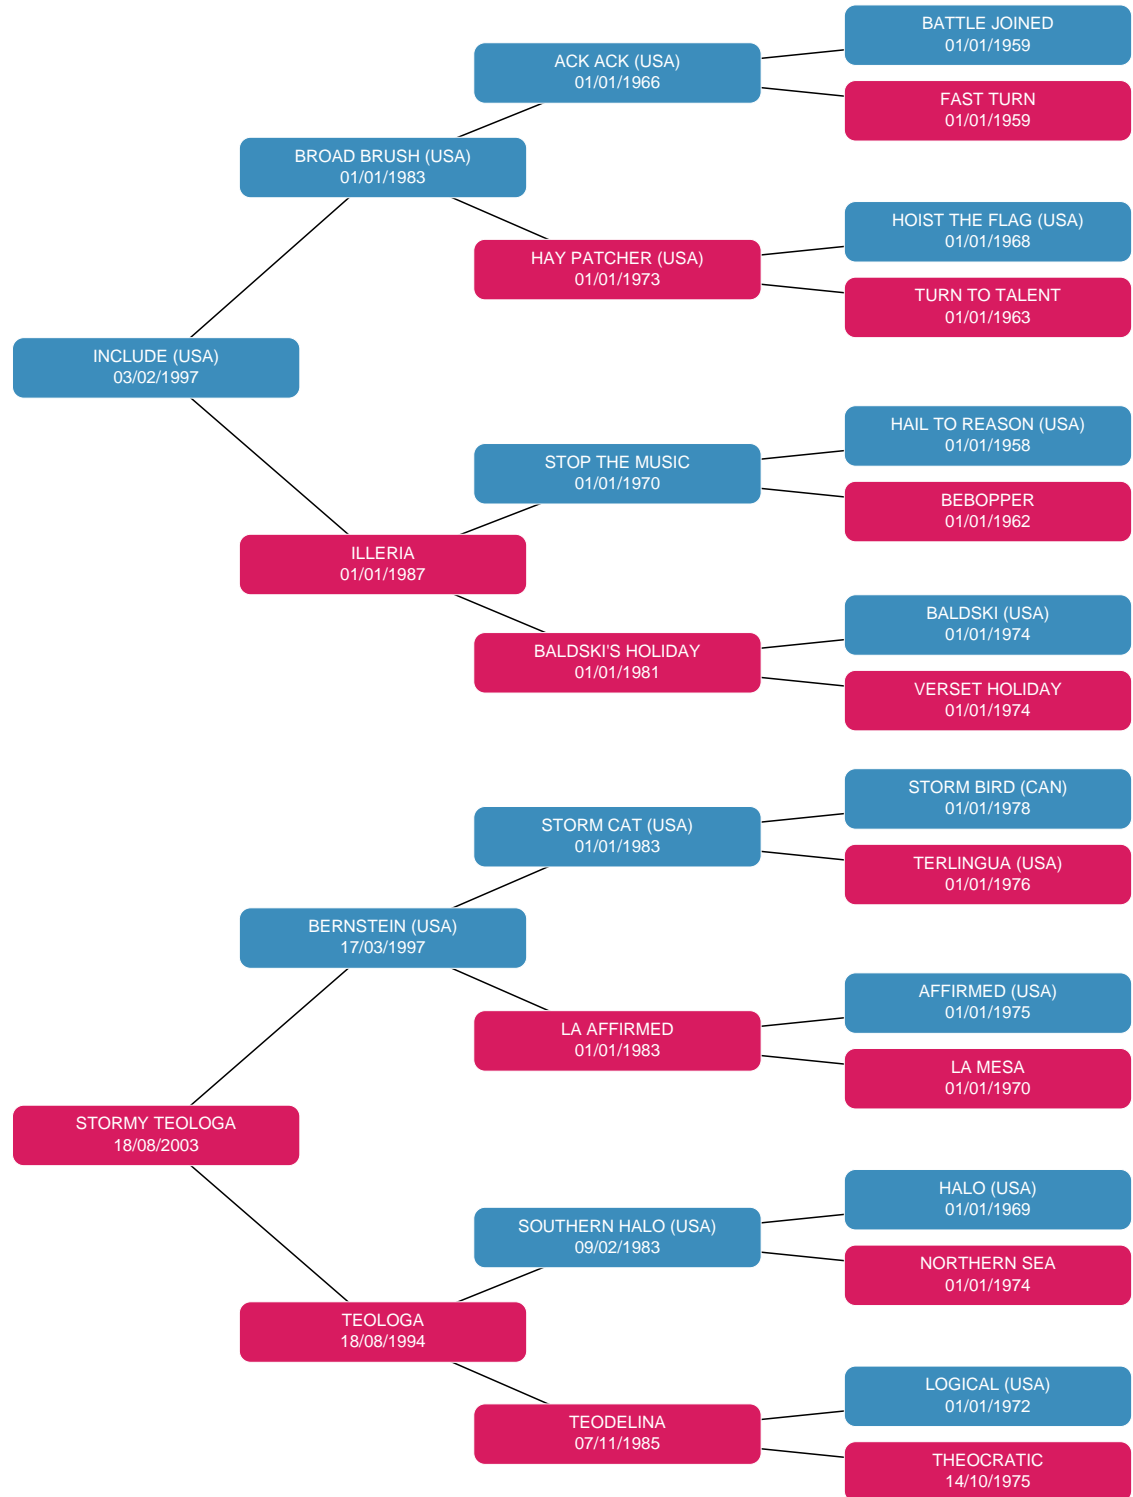 BATTLE JOINED
01/01/1959
ACK ACK (USA)
01/01/1966
FAST TURN
01/01/1959
BROAD BRUSH (USA)
01/01/1983
HOIST THE FLAG (USA)
01/01/1968
HAY PATCHER (USA)
01/01/1973
TURN TO TALENT
01/01/1963
INCLUDE (USA)
03/02/1997
HAIL TO REASON (USA)
01/01/1958
STOP THE MUSIC
01/01/1970
BEBOPPER
01/01/1962
ILLERIA
01/01/1987
BALDSKI (USA)
01/01/1974
BALDSKI'S HOLIDAY
01/01/1981
VERSET HOLIDAY
01/01/1974
STORM BIRD (CAN)
01/01/1978
STORM CAT (USA)
01/01/1983
TERLINGUA (USA)
01/01/1976
BERNSTEIN (USA)
17/03/1997
AFFIRMED (USA)
01/01/1975
LA AFFIRMED
01/01/1983
LA MESA
01/01/1970
STORMY TEOLOGA
18/08/2003
HALO (USA)
01/01/1969
SOUTHERN HALO (USA)
09/02/1983
NORTHERN SEA
01/01/1974
TEOLOGA
18/08/1994
LOGICAL (USA)
01/01/1972
TEODELINA
07/11/1985
THEOCRATIC
14/10/1975